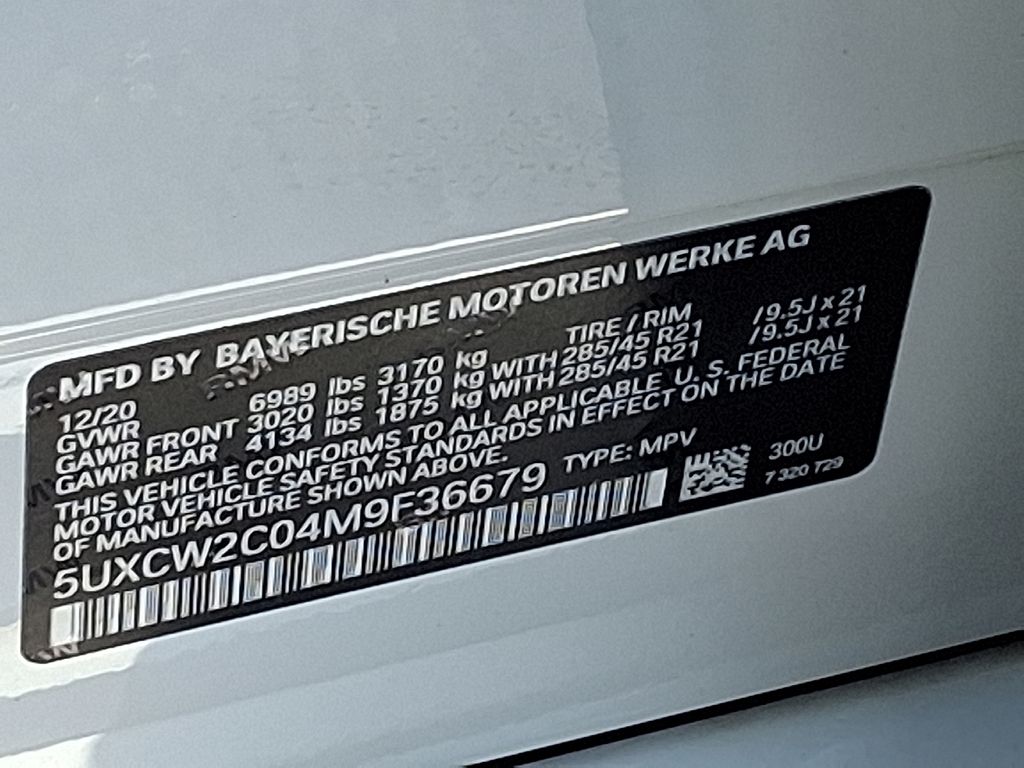 MFD BY BAYERISCHE MOTOREN WERKE AG
12/20 TIRE / RIM
GVWR 6989 lbs 3170 kg
GAWR FRONT 3020 lbs 1370 kg WITH 285/45 R21 /9.5J x 21
GAWR REAR 4134 lbs 1875 kg WITH 285/45 R21 /9.5J x 21
THIS VEHICLE CONFORMS TO ALL APPLICABLE U. S. FEDERAL
MOTOR VEHICLE SAFETY STANDARDS IN EFFECT ON THE DATE
OF MANUFACTURE SHOWN ABOVE.
5UXCW2C04M9F36679 TYPE: MPV
300U
7 320 729